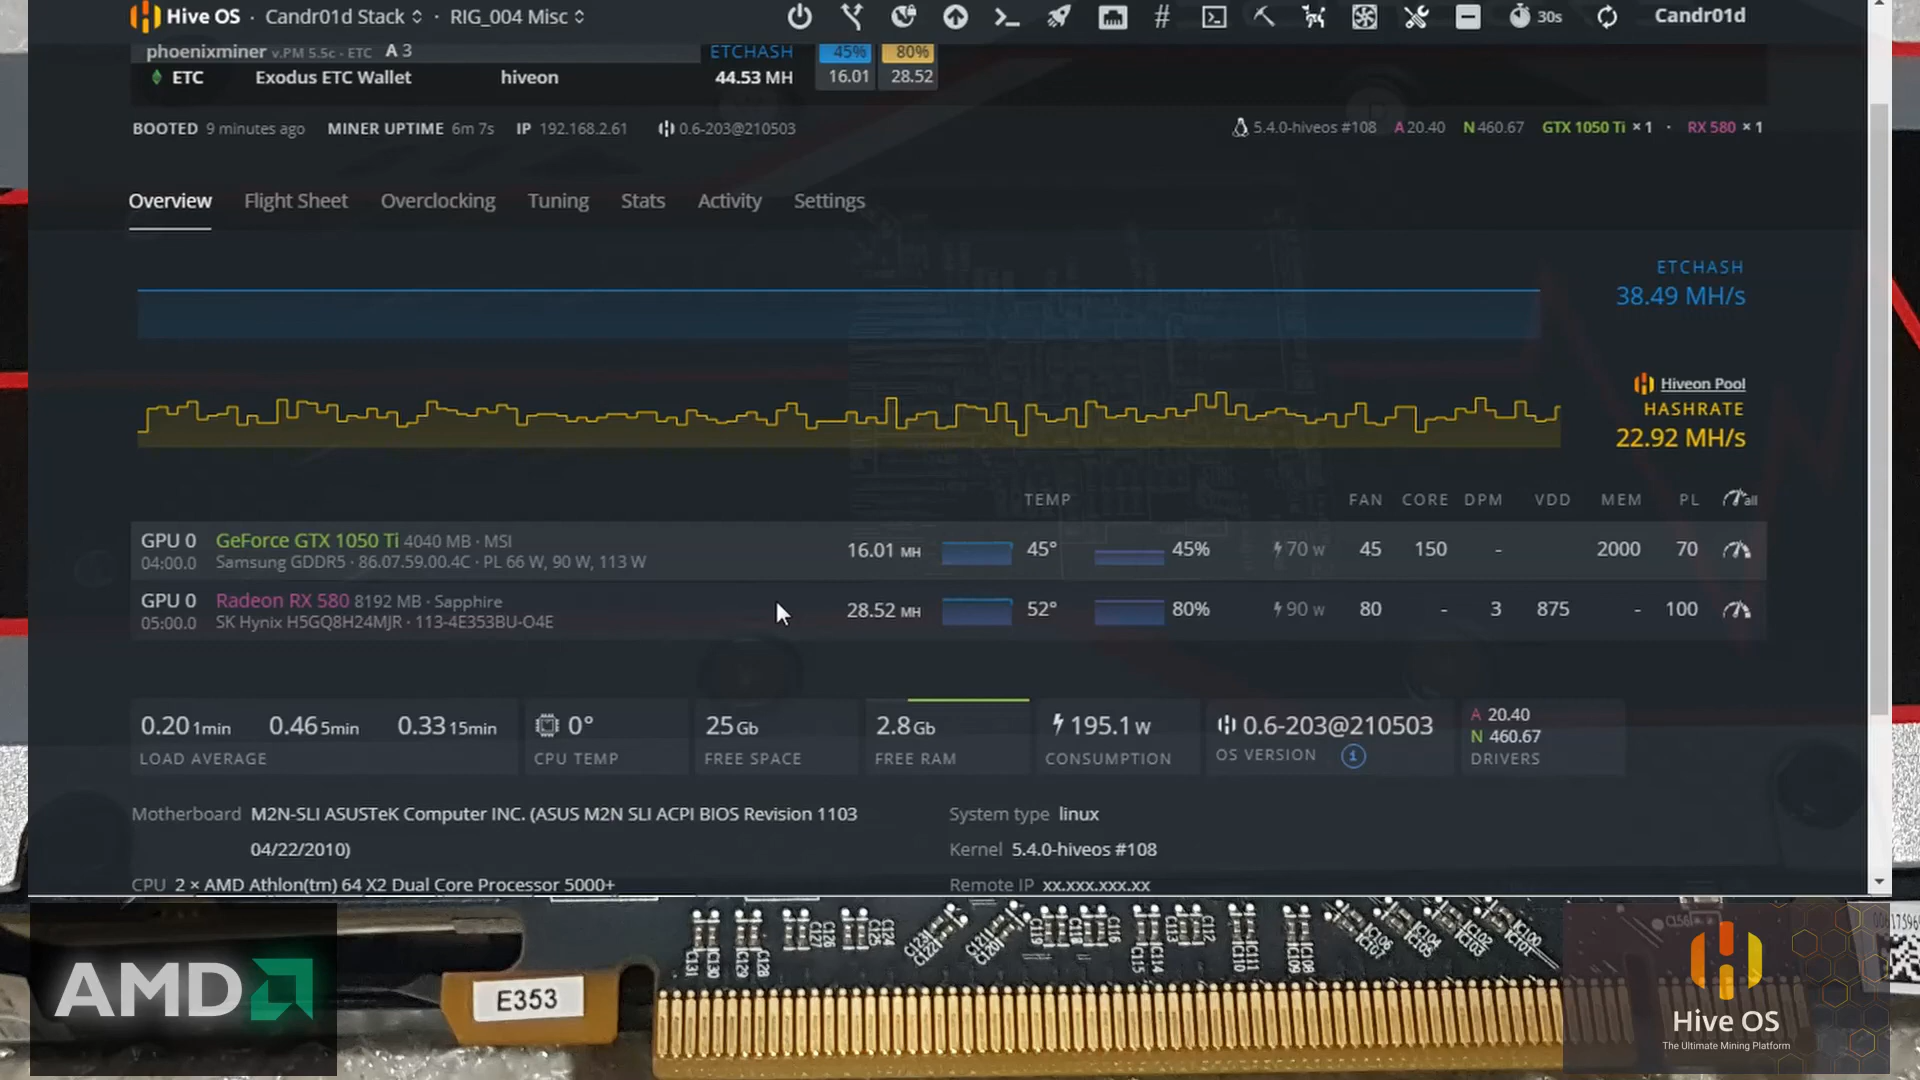 Hive OS · Candr01d Stack · RIG_004 Misc
# 30s Candr01d
phoenixminer v.PM 5.5c - ETC A 3 ETCHASH 45% 80%
ETC Exodus ETC Wallet hiveon 44.53 MH 16.01 28.52
BOOTED 9 minutes ago MINER UPTIME 6m 7s IP 192.168.2.61 0.6-203@210503
5.4.0-hiveos #108 A 20.40 N 460.67 GTX 1050 Ti × 1 · RX 580 × 1
Overview Flight Sheet Overclocking Tuning Stats Activity Settings
ETCHASH
38.49 MH/s
Hiveon Pool
HASHRATE
22.92 MH/s
TEMP FAN CORE DPM VDD MEM PL all
GPU 0 GeForce GTX 1050 Ti 4040 MB · MSI
04:00.0 Samsung GDDR5 · 86.07.59.00.4C · PL 66 W, 90 W, 113 W
16.01 MH 45° 45% 70 W 45 150 - 2000 70
GPU 0 Radeon RX 580 8192 MB · Sapphire
05:00.0 SK Hynix H5GQ8H24MJR · 113-4E353BU-O4E
28.52 MH 52° 80% 90 W 80 - 3 875 - 100
0.20 1min 0.46 5min 0.33 15min
LOAD AVERAGE
0°
CPU TEMP
25 Gb
FREE SPACE
2.8 Gb
FREE RAM
195.1 W
CONSUMPTION
0.6-203@210503
OS VERSION
A 20.40
N 460.67
DRIVERS
Motherboard M2N-SLI ASUSTeK Computer INC. (ASUS M2N SLI ACPI BIOS Revision 1103
04/22/2010)
CPU 2 × AMD Athlon(tm) 64 X2 Dual Core Processor 5000+
System type linux
Kernel 5.4.0-hiveos #108
Remote IP xx.xxx.xxx.xx
AMD
E353
C131 C130 C129 C128 C127 C126 C125 C124
C115 C114 C113 C112
Hive OS
The Ultimate Mining Platform